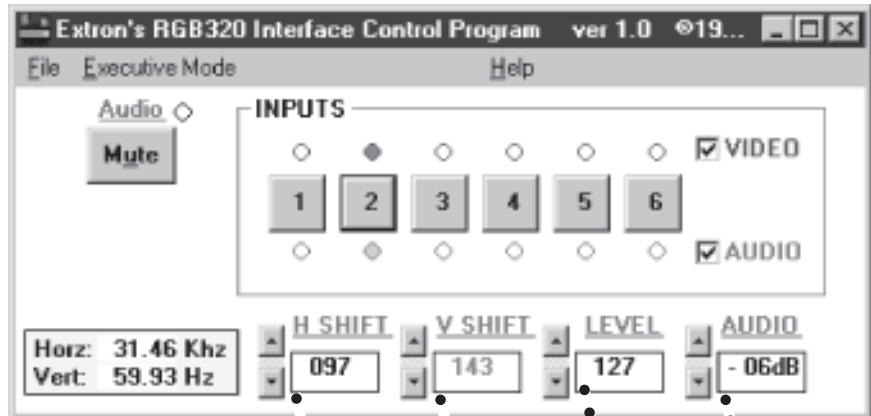 Extron's RGB320 Interface Control Program ver 1.0 ©19...
File Executive Mode Help
Audio
INPUTS
Mute
VIDEO
1 2 3 4 5 6
AUDIO
H SHIFT V SHIFT LEVEL AUDIO
Horz: 31.46 Khz
097 143 127 - 06dB
Vert: 59.93 Hz